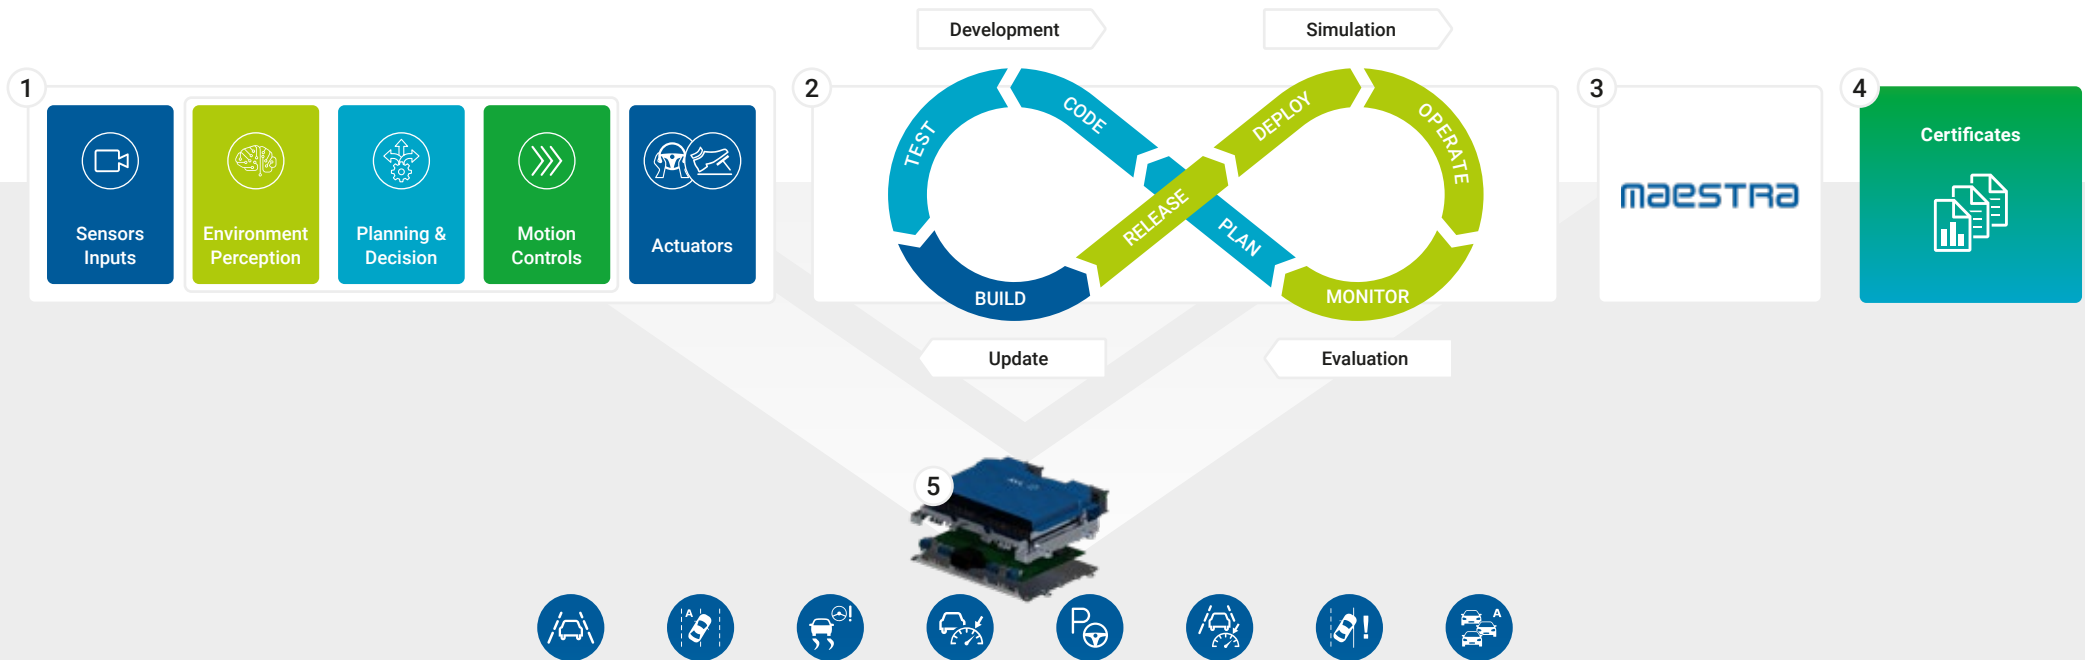 Development
Simulation
1
2
3
4
Sensors
Inputs
Environment
Perception
Planning &
Decision
Motion
Controls
Actuators
TEST
CODE
DEPLOY
OPERATE
RELEASE
PLAN
BUILD
MONITOR
maestra
Certificates
Update
Evaluation
5
A
!
P
!
A